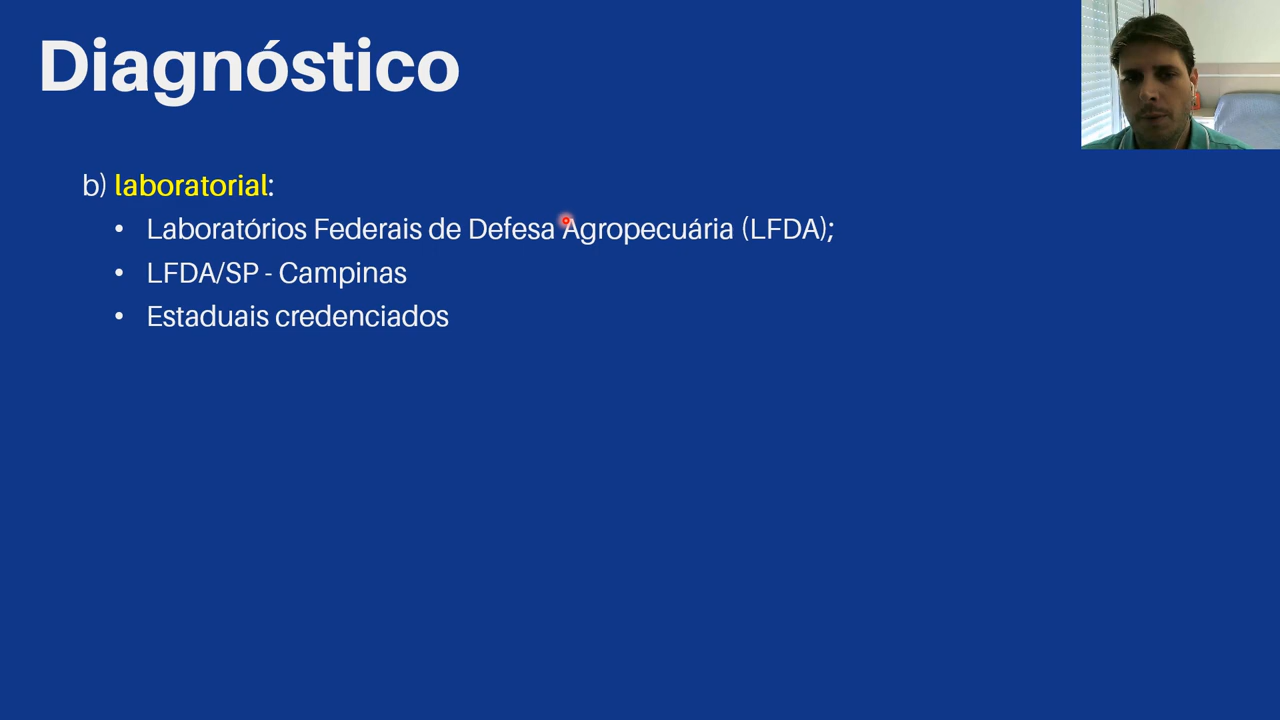 Diagnóstico
b) laboratorial:
• Laboratórios Federais de Defesa Agropecuária (LFDA);
• LFDA/SP - Campinas
• Estaduais credenciados